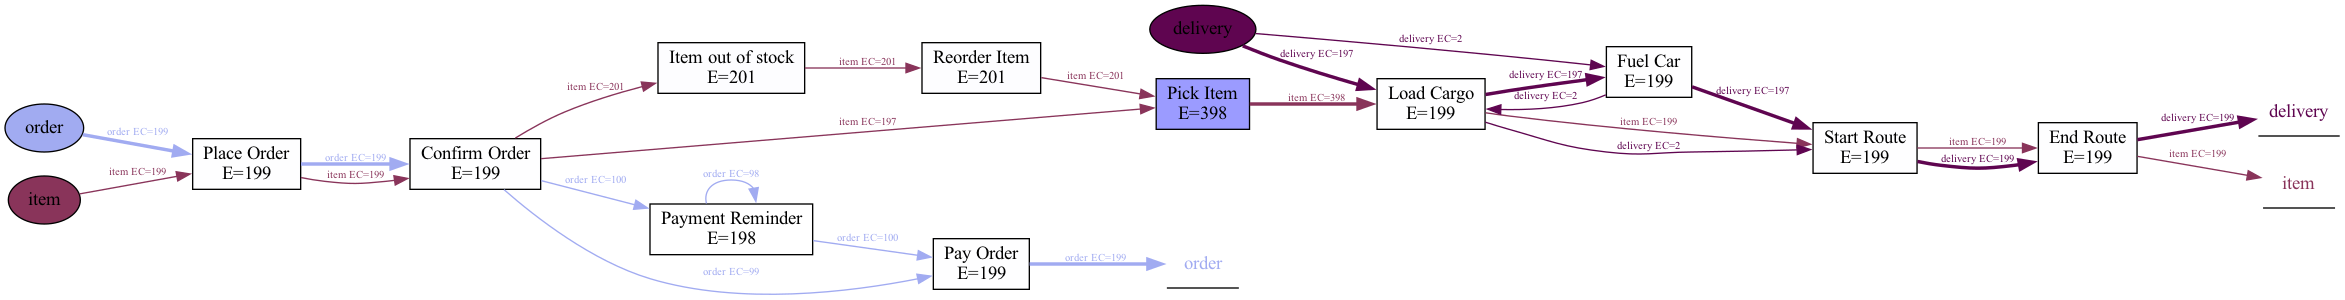 order
item
order EC=199
item EC=199
Place Order
E=199
order EC=199
item EC=199
Confirm Order
E=199
item EC=201
item EC=197
order EC=100
order EC=99
Item out of stock
E=201
item EC=201
Reorder Item
E=201
item EC=201
order EC=98
Payment Reminder
E=198
order EC=100
Pay Order
E=199
order EC=199
order
delivery
delivery EC=2
delivery EC=197
Pick Item
E=398
item EC=398
Load Cargo
E=199
delivery EC=197
delivery EC=2
item EC=199
delivery EC=2
Fuel Car
E=199
delivery EC=197
Start Route
E=199
item EC=199
delivery EC=199
End Route
E=199
delivery EC=199
item EC=199
delivery
item